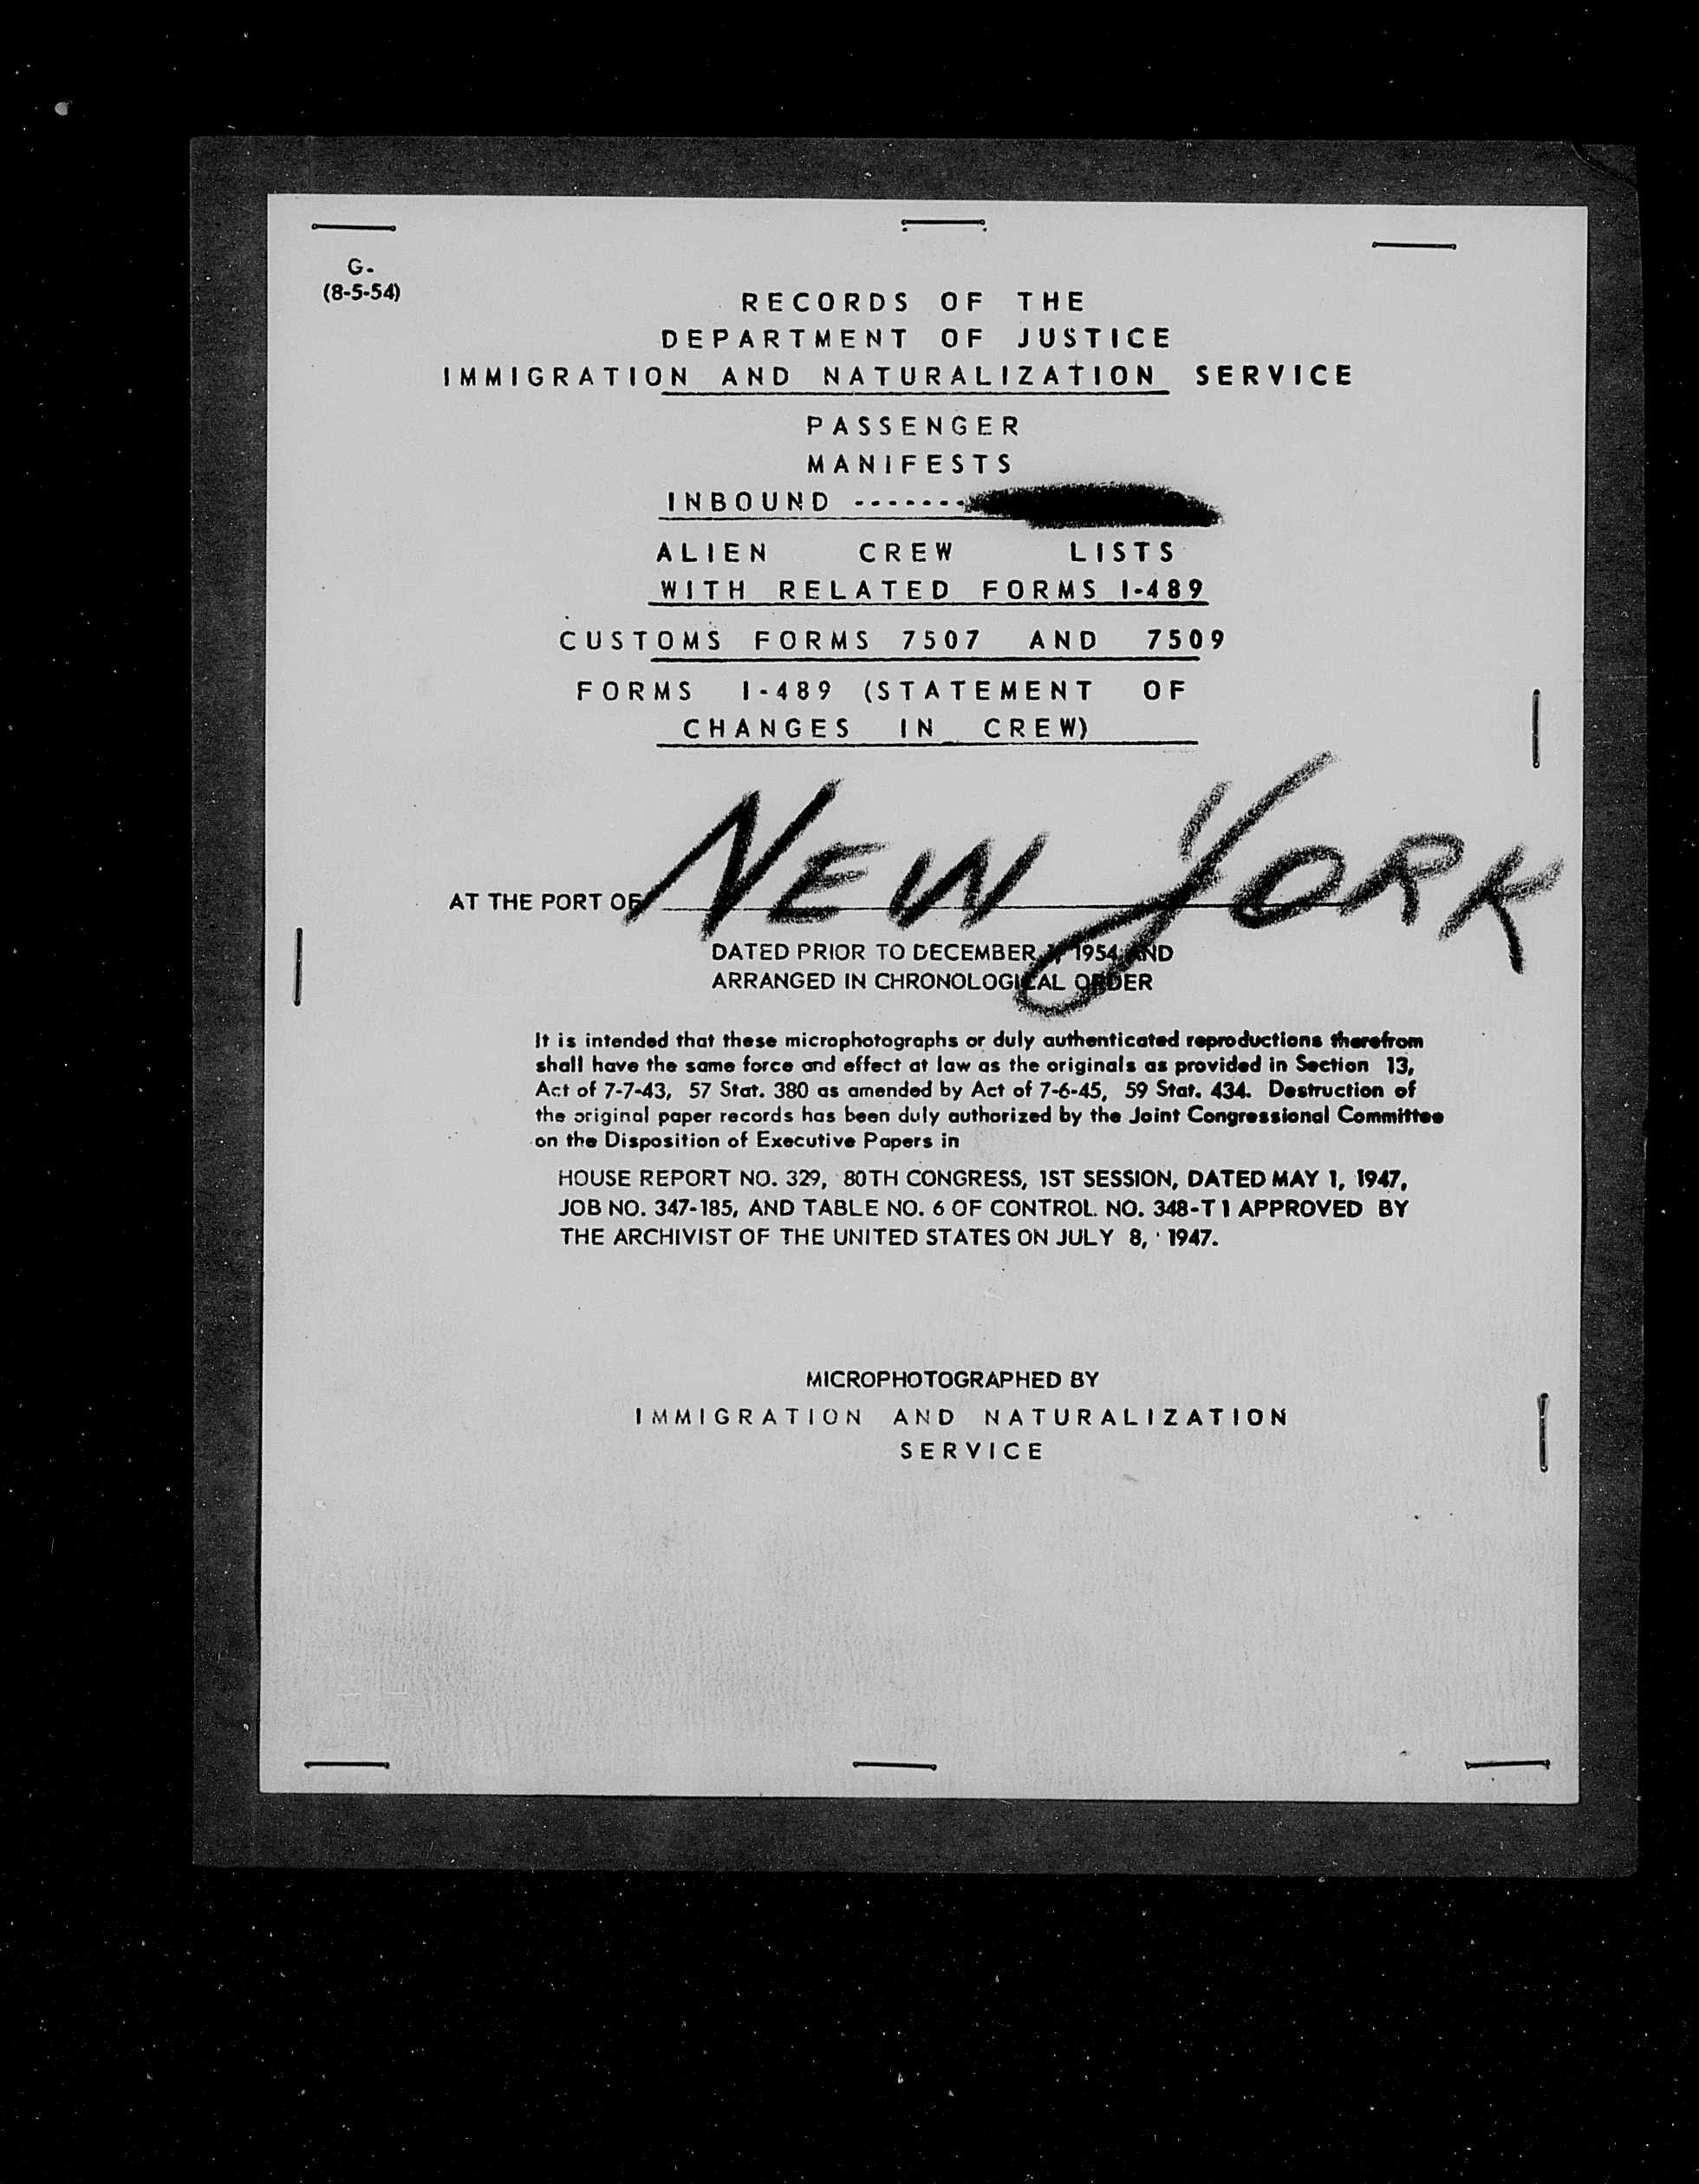 G-
(8-5-54)
RECORDS OF THE
DEPARTMENT OF JUSTICE
IMMIGRATION AND NATURALIZATION SERVICE
PASSENGER
MANIFESTS
INBOUND -------
ALIEN CREW LISTS
WITH RELATED FORMS I-489
CUSTOMS FORMS 7507 AND 7509
FORMS I-489 (STATEMENT OF
CHANGES IN CREW)
AT THE PORT OF NEW YORK
DATED PRIOR TO DECEMBER 1, 1954 AND
ARRANGED IN CHRONOLOGICAL ORDER
It is intended that these microphotographs or duly authenticated reproductions therefrom
shall have the same force and effect at law as the originals as provided in Section 13,
Act of 7-7-43, 57 Stat. 380 as amended by Act of 7-6-45, 59 Stat. 434. Destruction of
the original paper records has been duly authorized by the Joint Congressional Committee
on the Disposition of Executive Papers in
HOUSE REPORT NO. 329, 80TH CONGRESS, 1ST SESSION, DATED MAY 1, 1947,
JOB NO. 347-185, AND TABLE NO. 6 OF CONTROL NO. 348-T1 APPROVED BY
THE ARCHIVIST OF THE UNITED STATES ON JULY 8, 1947.
MICROPHOTOGRAPHED BY
IMMIGRATION AND NATURALIZATION
SERVICE